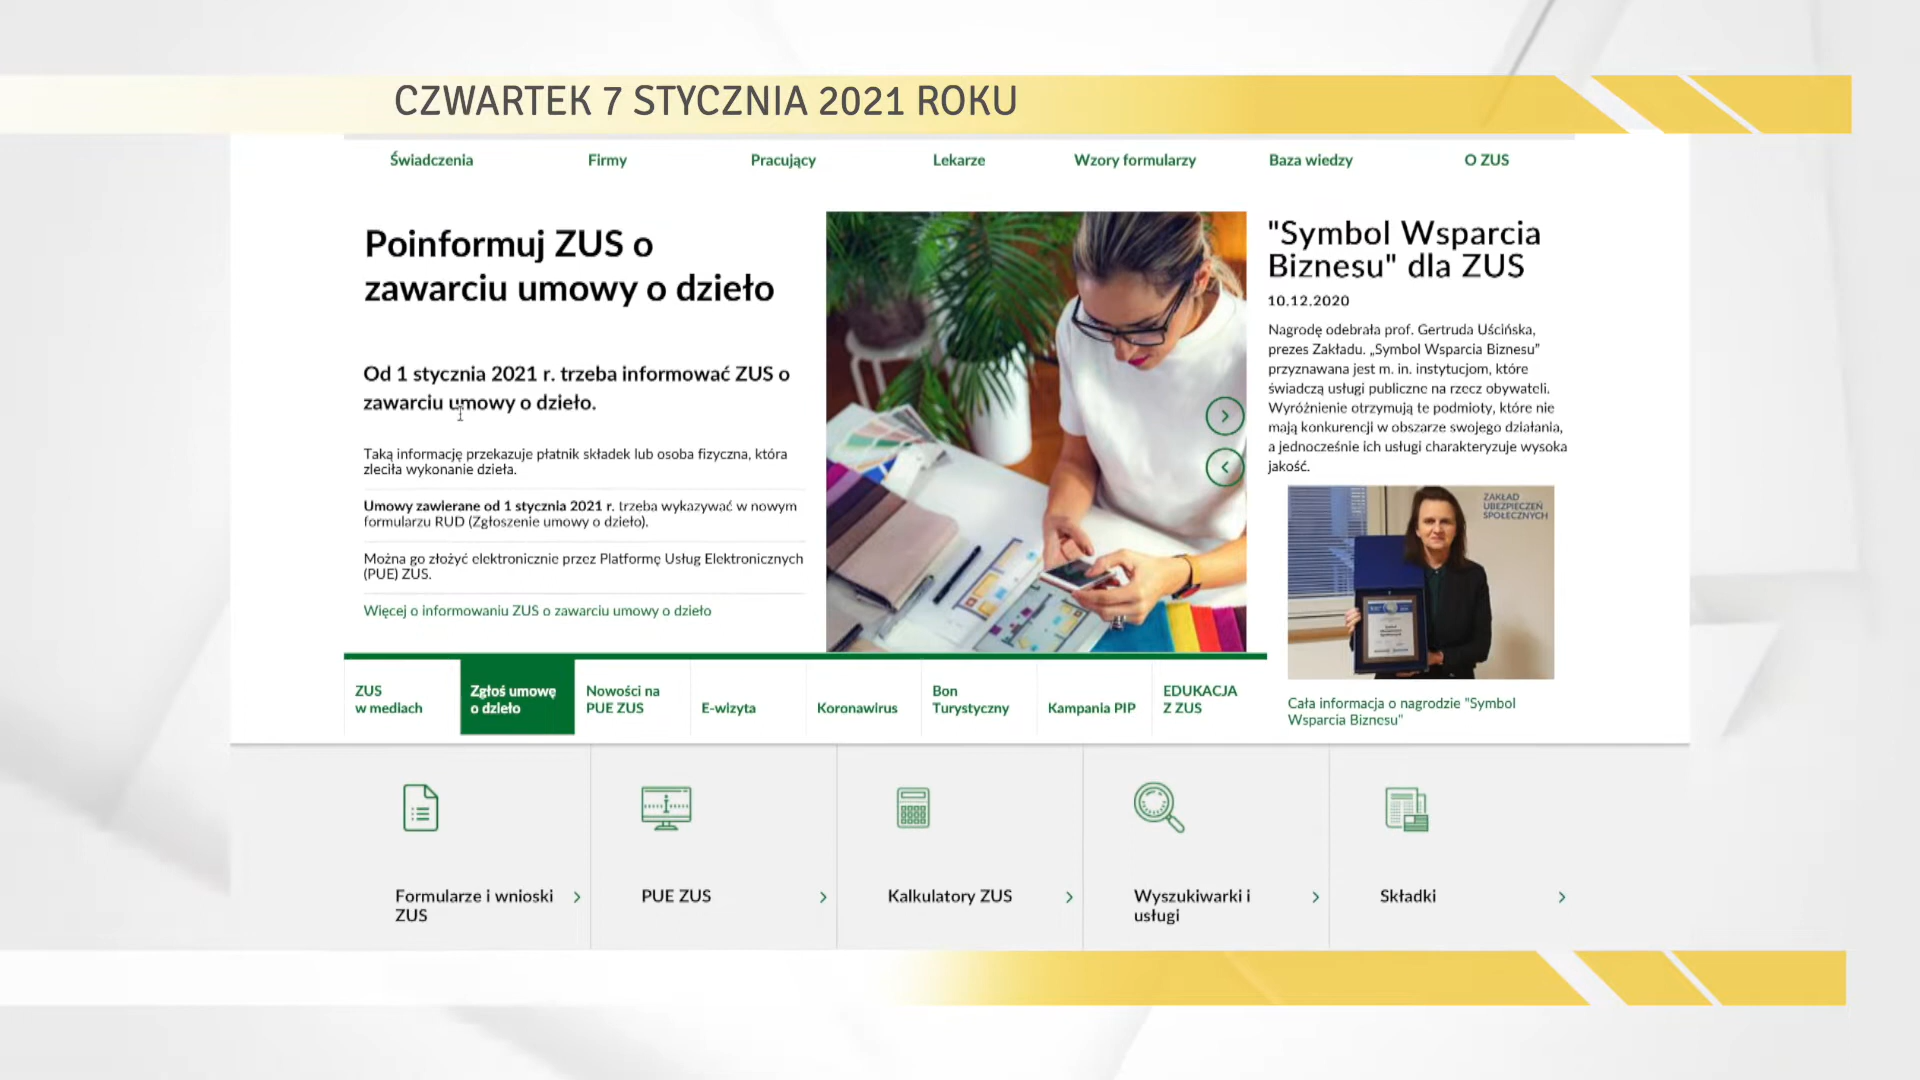 CZWARTEK 7 STYCZNIA 2021 ROKU
Świadczenia
Firmy
Pracujący
Lekarze
Wzory formularzy
Baza wiedzy
O ZUS
Poinformuj ZUS o
zawarciu umowy o dzieło
Od 1 stycznia 2021 r. trzeba informować ZUS o
zawarciu umowy o dzieło.
Taką informację przekazuje płatnik składek lub osoba fizyczna, która
zleciła wykonanie dzieła.
Umowy zawierane od 1 stycznia 2021 r. trzeba wykazywać w nowym
formularzu RUD (Zgłoszenie umowy o dzieło).
Można go złożyć elektronicznie przez Platformę Usług Elektronicznych
(PUE) ZUS.
Więcej o informowaniu ZUS o zawarciu umowy o dzieło
"Symbol Wsparcia
Biznesu" dla ZUS
10.12.2020
Nagrodę odebrała prof. Gertruda Uścińska,
prezes Zakładu. „Symbol Wsparcia Biznesu"
przyznawana jest m. in. instytucjom, które
świadczą usługi publiczne na rzecz obywateli.
Wyróżnienie otrzymują te podmioty, które nie
mają konkurencji w obszarze swojego działania,
a jednocześnie ich usługi charakteryzuje wysoka
jakość.
ZAKŁAD
UBEZPIECZEŃ
SPOŁECZNYCH
Cała informacja o nagrodzie "Symbol
Wsparcia Biznesu"
ZUS
w mediach
Zgłoś umowę
o dzieło
Nowości na
PUE ZUS
E-wizyta
Koronawirus
Bon
Turystyczny
Kampania PIP
EDUKACJA
Z ZUS
Formularze i wnioski
ZUS
PUE ZUS
Kalkulatory ZUS
Wyszukiwarki i
usługi
Składki